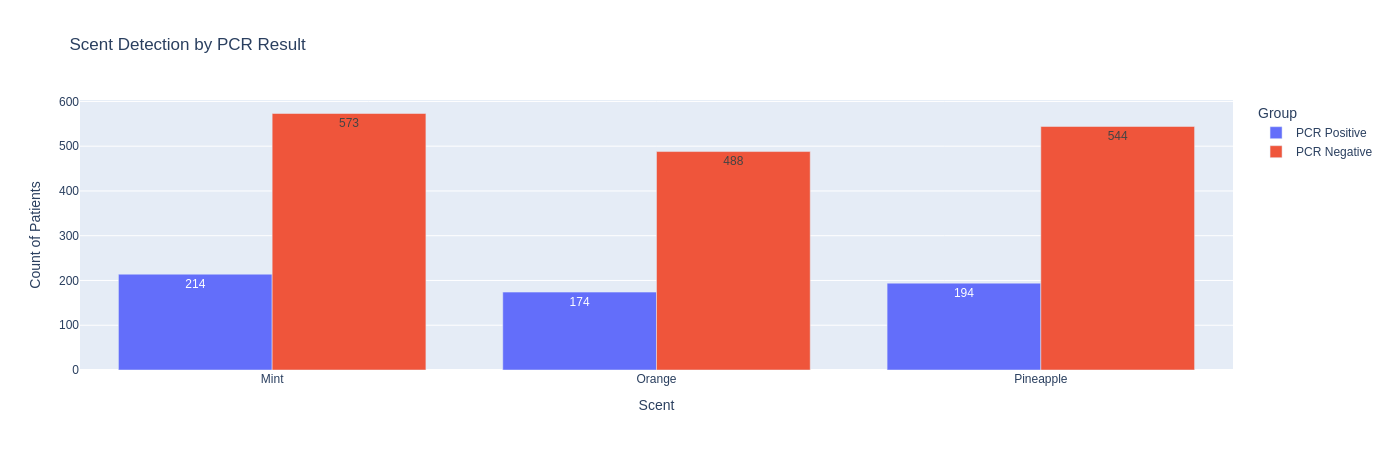 Scent Detection by PCR Result
Count of Patients
600
500
400
300
200
100
0
214
573
174
488
194
544
Mint
Orange
Pineapple
Scent
Group
PCR Positive
PCR Negative